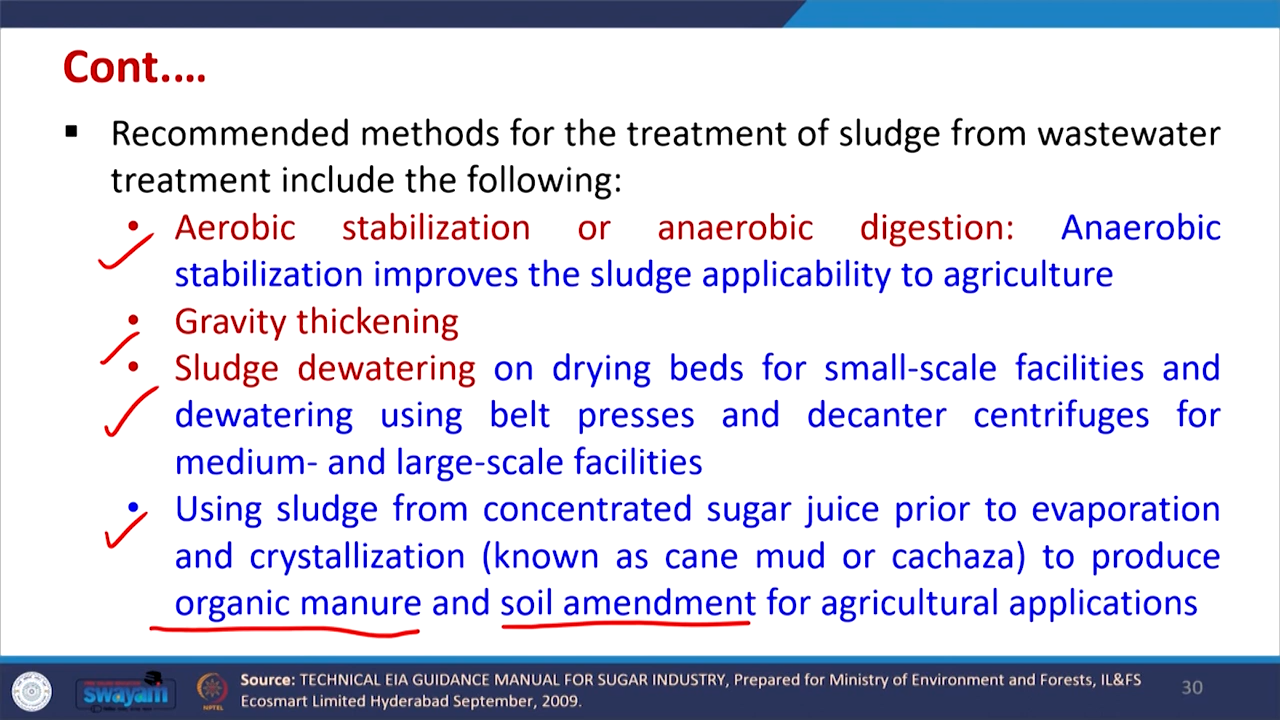 Cont.…
▪ Recommended methods for the treatment of sludge from wastewater
treatment include the following:
• Aerobic stabilization or anaerobic digestion: Anaerobic
stabilization improves the sludge applicability to agriculture
• Gravity thickening
• Sludge dewatering on drying beds for small-scale facilities and
dewatering using belt presses and decanter centrifuges for
medium- and large-scale facilities
• Using sludge from concentrated sugar juice prior to evaporation
and crystallization (known as cane mud or cachaza) to produce
organic manure and soil amendment for agricultural applications
Source: TECHNICAL EIA GUIDANCE MANUAL FOR SUGAR INDUSTRY, Prepared for Ministry of Environment and Forests, IL&FS
Ecosmart Limited Hyderabad September, 2009.
30
swayam
NPTEL